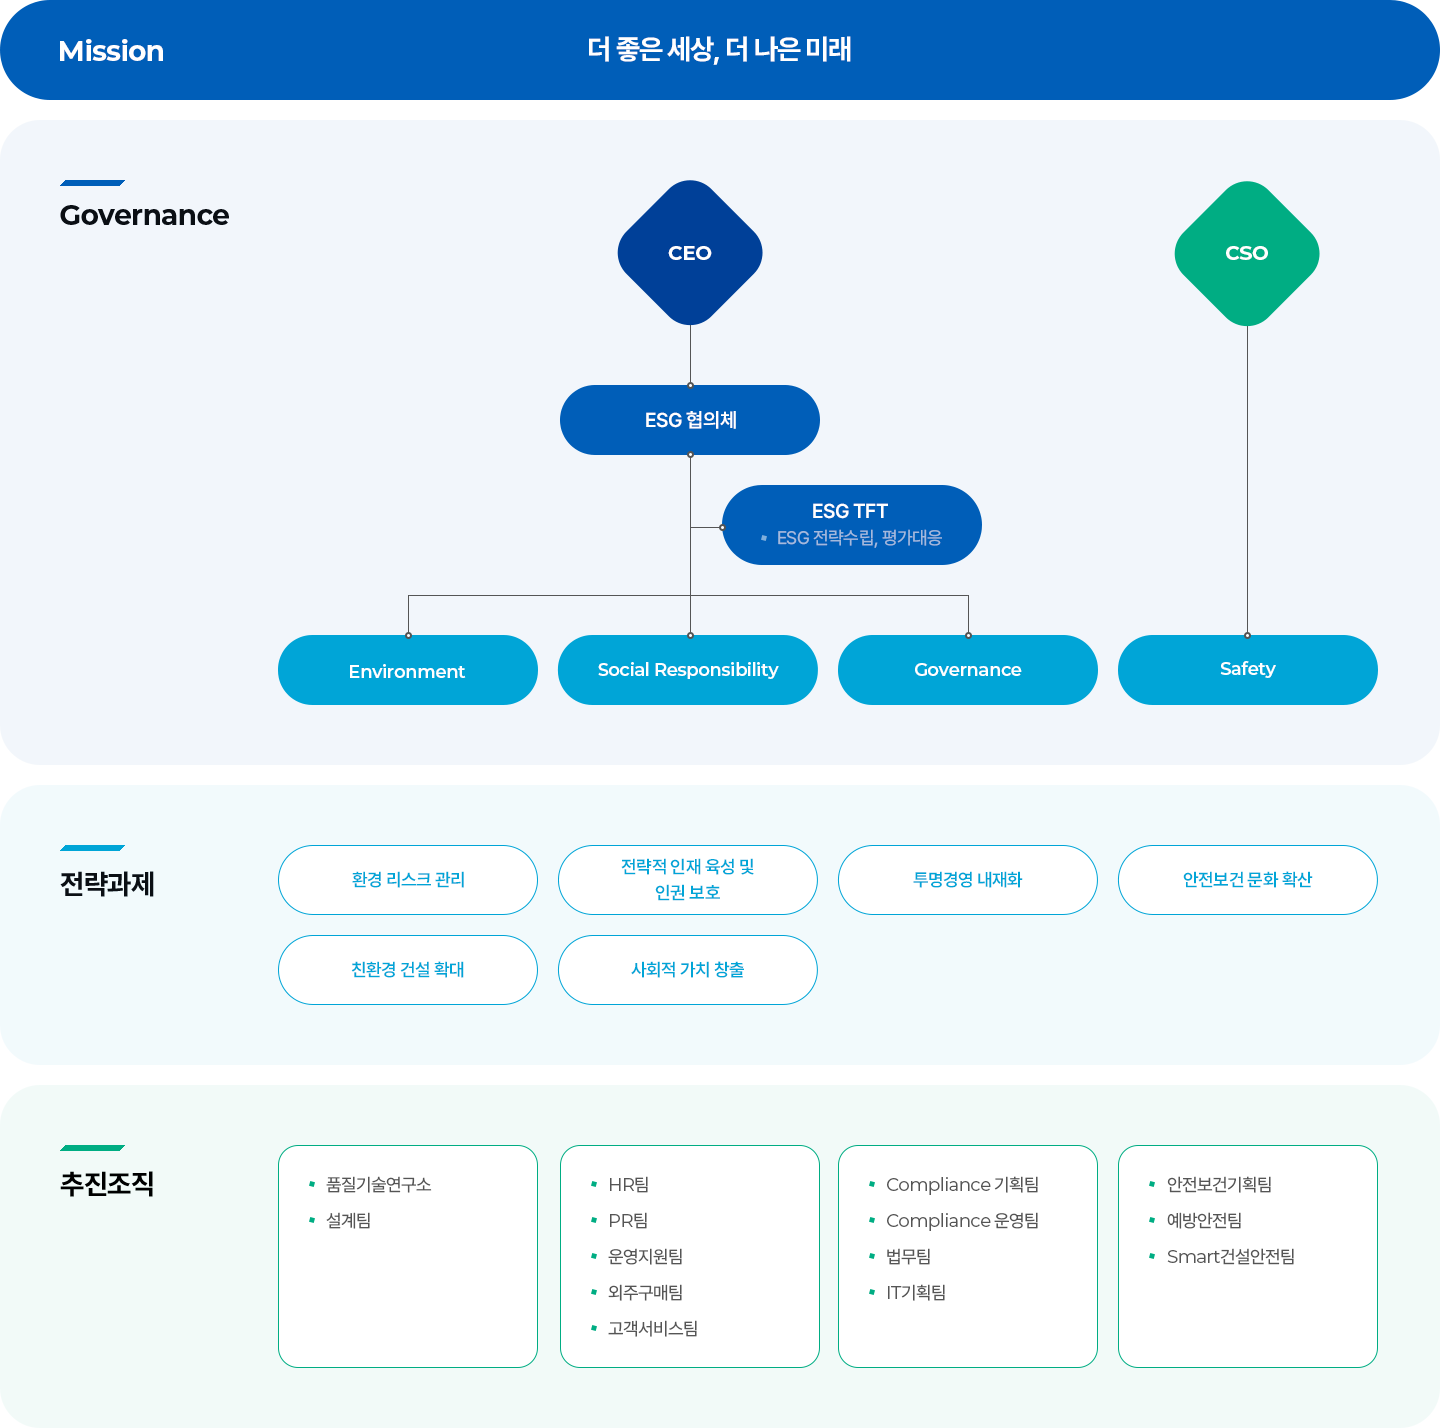 Mission
더 좋은 세상, 더 나은 미래
Governance
CEO
CSO
ESG 협의체
ESG TFT
ESG 전략수립, 평가대응
Environment
Social Responsibility
Governance
Safety
전략과제
환경 리스크 관리
전략적 인재 육성 및
인권 보호
투명경영 내재화
안전보건 문화 확산
친환경 건설 확대
사회적 가치 창출
추진조직
품질기술연구소
설계팀
HR팀
PR팀
운영지원팀
외주구매팀
고객서비스팀
Compliance 기획팀
Compliance 운영팀
법무팀
IT기획팀
안전보건기획팀
예방안전팀
Smart건설안전팀